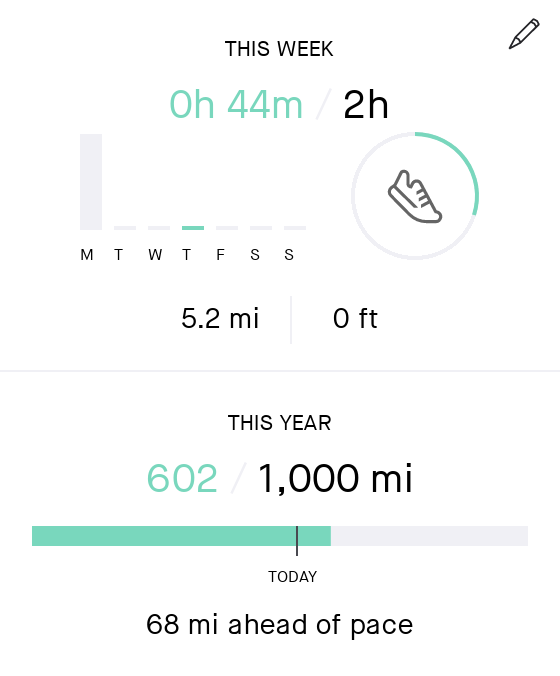 THIS WEEK
0h 44m / 2h
M T W T F S S
5.2 mi 0 ft
THIS YEAR
602 / 1,000 mi
TODAY
68 mi ahead of pace